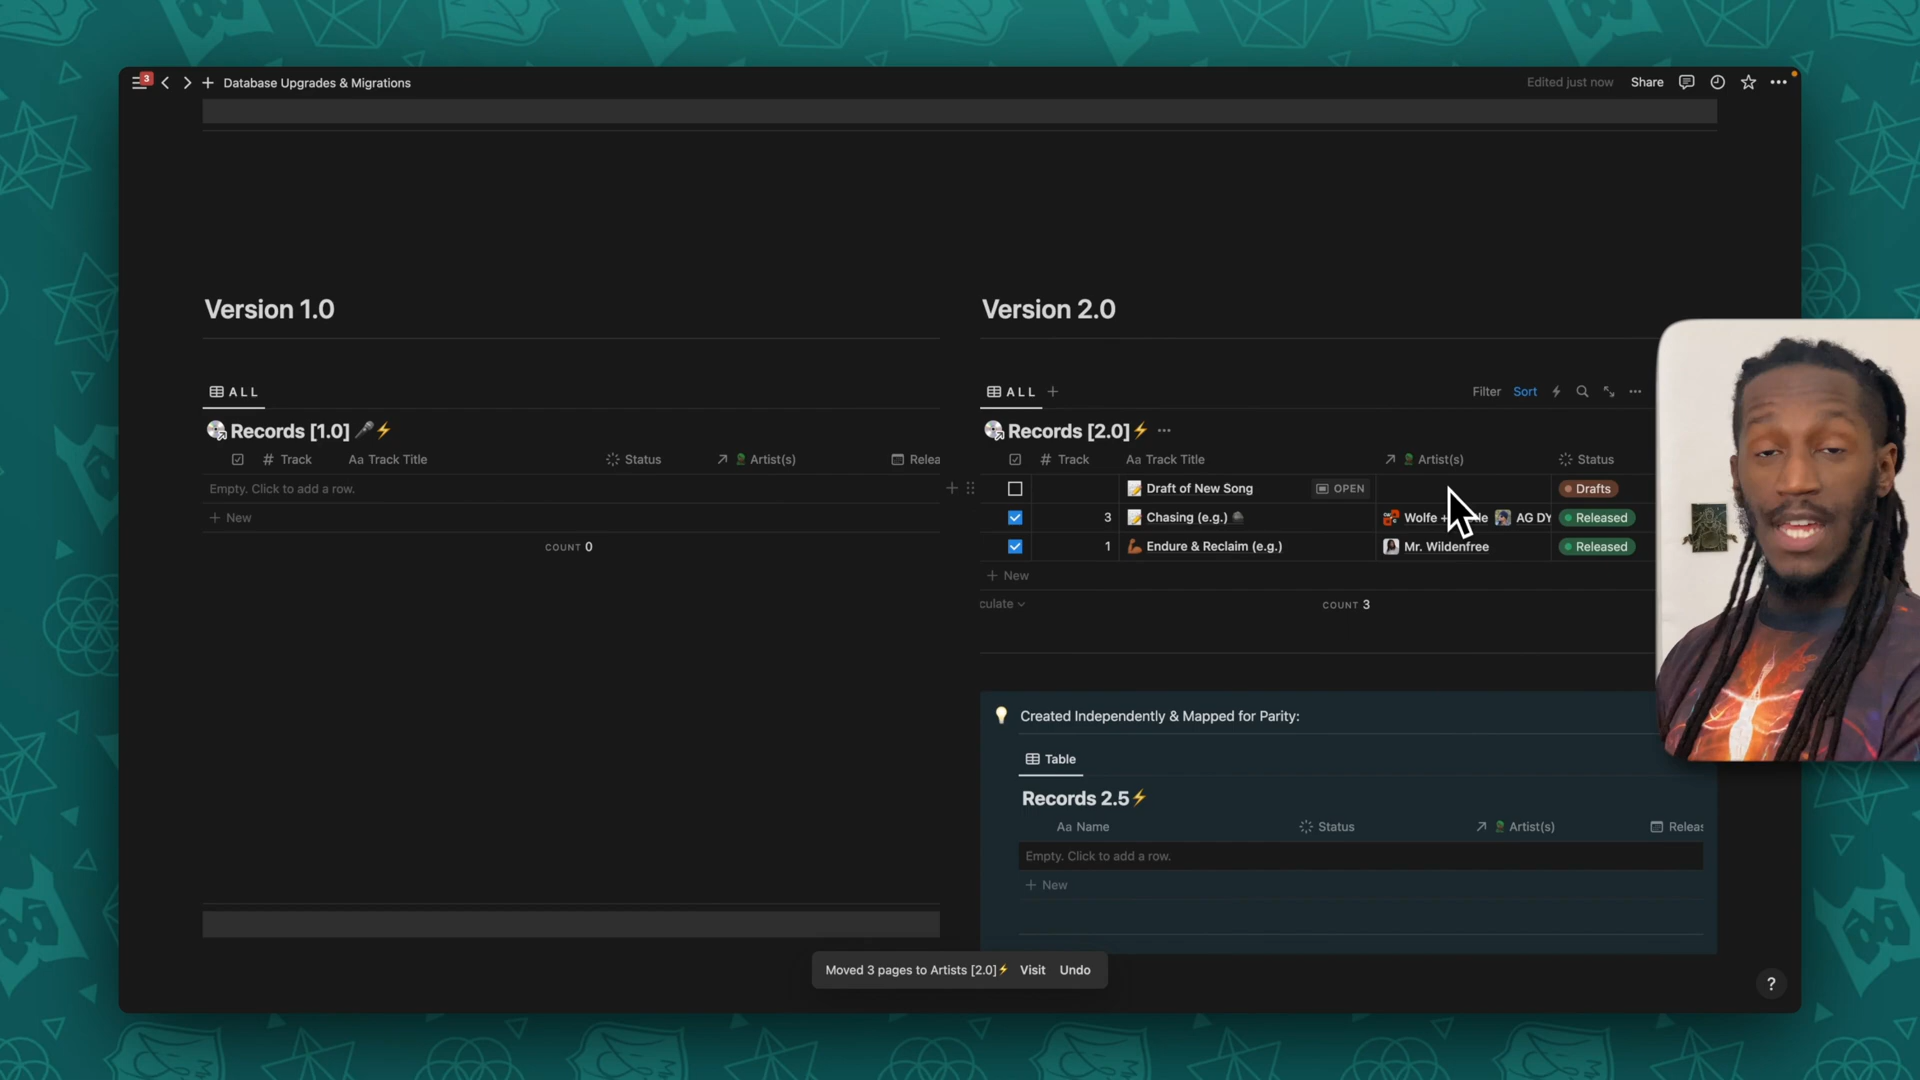 3
Database Upgrades & Migrations
Edited just now
Share
Version 1.0
ALL
Records [1.0]
# Track
Aa Track Title
Status
Artist(s)
Relea
Empty. Click to add a row.
+ New
COUNT 0
Version 2.0
ALL +
Filter
Sort
Records [2.0]
# Track
Aa Track Title
Artist(s)
Status
Draft of New Song
OPEN
Drafts
3
Chasing (e.g.)
Wolfe +
AG DY
Released
1
Endure & Reclaim (e.g.)
Mr. Wildenfree
Released
+ New
culate
COUNT 3
Created Independently & Mapped for Parity:
Table
Records 2.5
Aa Name
Status
Artist(s)
Releas
Empty. Click to add a row.
+ New
Moved 3 pages to Artists [2.0]
Visit
Undo
?